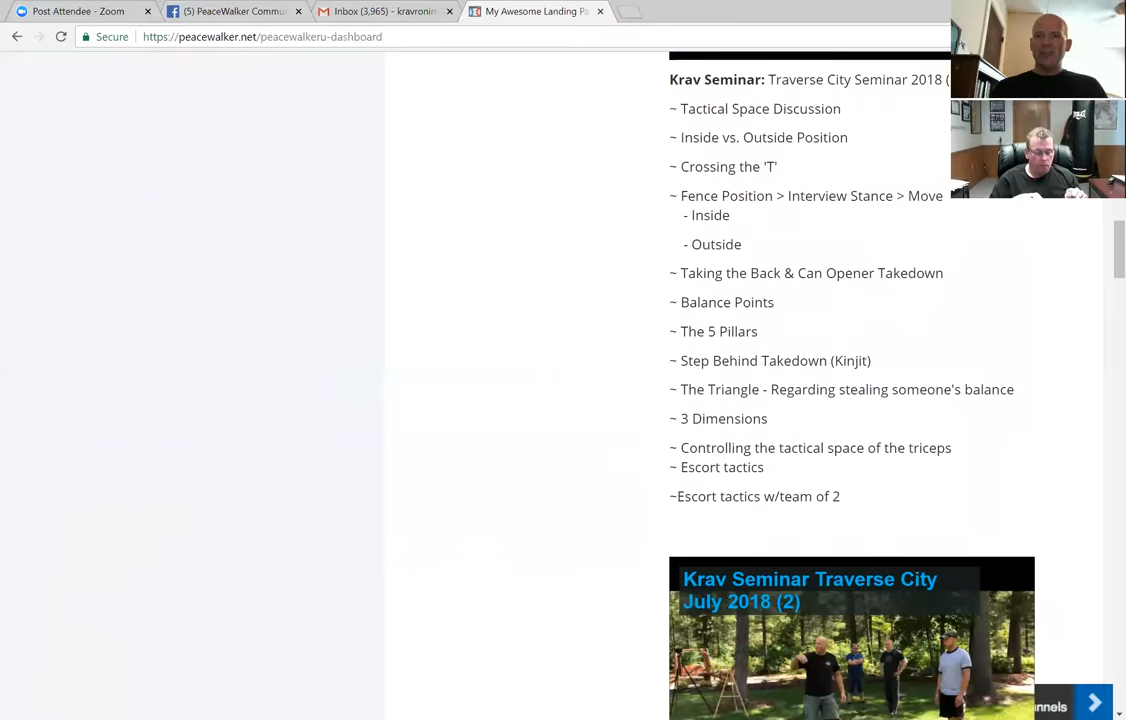 Post Attendee - Zoom
(5) PeaceWalker Commu
Inbox (3,965) - kravronin
My Awesome Landing Pa
Secure
https://peacewalker.net/peacewalkeru-dashboard
Krav Seminar: Traverse City Seminar 2018 (
~ Tactical Space Discussion
~ Inside vs. Outside Position
~ Crossing the 'T'
~ Fence Position > Interview Stance > Move
- Inside
- Outside
~ Taking the Back & Can Opener Takedown
~ Balance Points
~ The 5 Pillars
~ Step Behind Takedown (Kinjit)
~ The Triangle - Regarding stealing someone's balance
~ 3 Dimensions
~ Controlling the tactical space of the triceps
~ Escort tactics
~Escort tactics w/team of 2
Krav Seminar Traverse City
July 2018 (2)
nnels